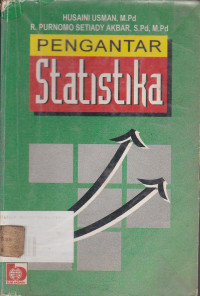 HUSAINI USMAN, M.Pd
R. PURNOMO SETIADY AKBAR, S.Pd, M.Pd
PENGANTAR
Statistika